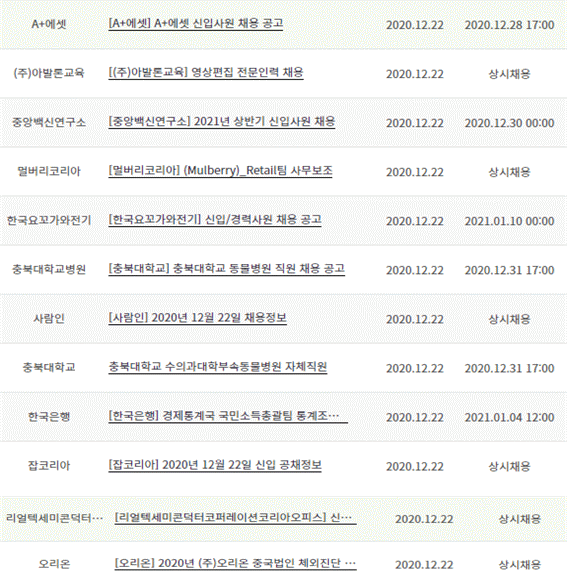 A+에셋 [A+에셋] A+에셋 신입사원 채용 공고 2020.12.22 2020.12.28 17:00
(주)아발론교육 [(주)아발론교육] 영상편집 전문인력 채용 2020.12.22 상시채용
중앙백신연구소 [중앙백신연구소] 2021년 상반기 신입사원 채용 2020.12.22 2020.12.30 00:00
멀버리코리아 [멀버리코리아] (Mulberry)_Retail팀 사무보조 2020.12.22 상시채용
한국요꼬가와전기 [한국요꼬가와전기] 신입/경력사원 채용 공고 2020.12.22 2021.01.10 00:00
충북대학교병원 [충북대학교] 충북대학교 동물병원 직원 채용 공고 2020.12.22 2020.12.31 17:00
사람인 [사람인] 2020년 12월 22일 채용정보 2020.12.22 상시채용
충북대학교 충북대학교 수의과대학부속동물병원 자체직원 2020.12.22 2020.12.31 17:00
한국은행 [한국은행] 경제통계국 국민소득총괄팀 통계조… 2020.12.22 2021.01.04 12:00
잡코리아 [잡코리아] 2020년 12월 22일 신입 공채정보 2020.12.22 상시채용
리얼텍세미콘덕터… [리얼텍세미콘덕터코퍼레이션코리아오피스] 신… 2020.12.22 상시채용
오리온 [오리온] 2020년 (주)오리온 중국법인 체외진단 … 2020.12.22 상시채용